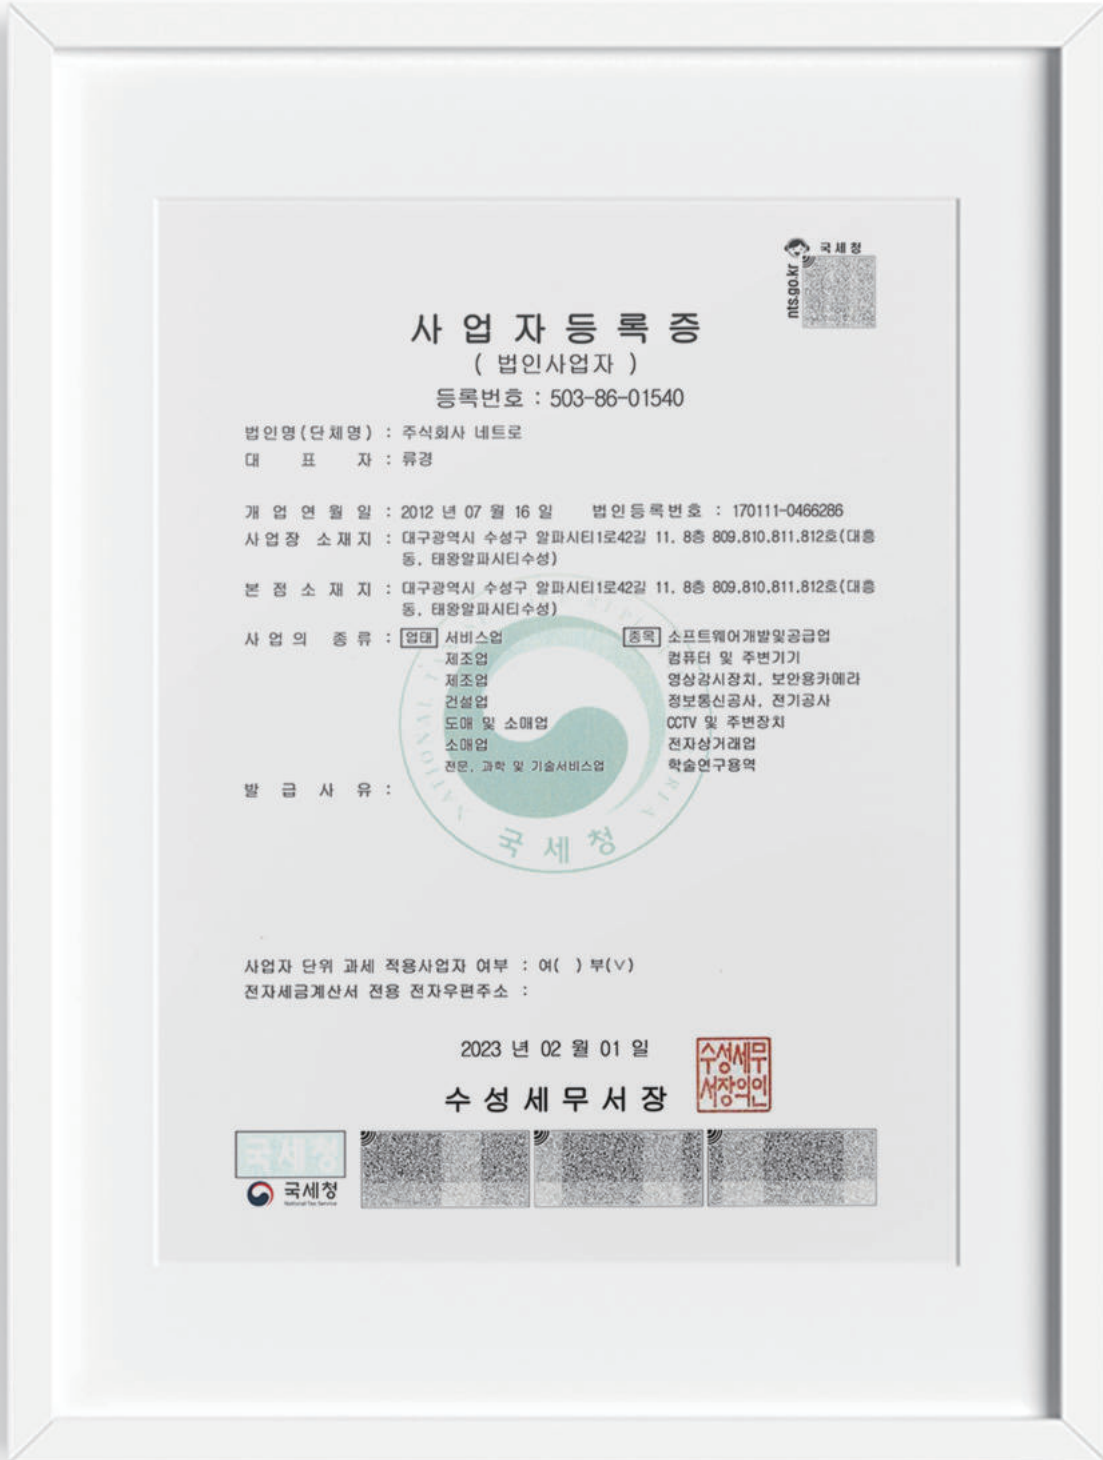 국세청
nts.go.kr
사업자등록증
( 법인사업자 )
등록번호 : 503-86-01540
법인명(단체명) : 주식회사 네트로
대 표 자 : 류경
개 업 연 월 일 : 2012 년 07 월 16 일 법인등록번호 : 170111-0466286
사업장 소재지 : 대구광역시 수성구 알파시티1로42길 11, 8층 809,810,811,812호(대흥
동, 태왕알파시티수성)
본 점 소 재 지 : 대구광역시 수성구 알파시티1로42길 11, 8층 809,810,811,812호(대흥
동, 태왕알파시티수성)
사업의 종류 : 업태 서비스업 종목 소프트웨어개발및공급업
제조업 컴퓨터 및 주변기기
제조업 영상감시장치, 보안용카메라
건설업 정보통신공사, 전기공사
도매 및 소매업 CCTV 및 주변장치
소매업 전자상거래업
전문, 과학 및 기술서비스업 학술연구용역
발 급 사 유 :
국세청
사업자 단위 과세 적용사업자 여부 : 여( ) 부(∨)
전자세금계산서 전용 전자우편주소 :
2023 년 02 월 01 일
수성세무서장
수성세무
서장의인
국세청
국세청
National Tax Service